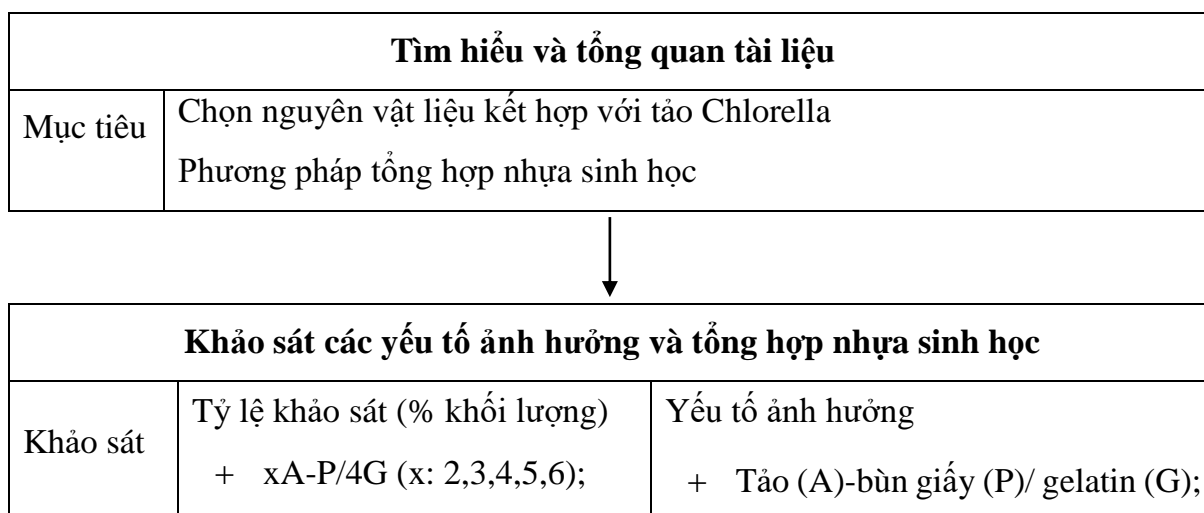 Tìm hiểu và tổng quan tài liệu
Mục tiêu
Chọn nguyên vật liệu kết hợp với tảo Chlorella
Phương pháp tổng hợp nhựa sinh học
Khảo sát các yếu tố ảnh hưởng và tổng hợp nhựa sinh học
Khảo sát
Tỷ lệ khảo sát (% khối lượng)
+ xA-P/4G (x: 2,3,4,5,6);
Yếu tố ảnh hưởng
+ Tảo (A)-bùn giấy (P)/ gelatin (G);